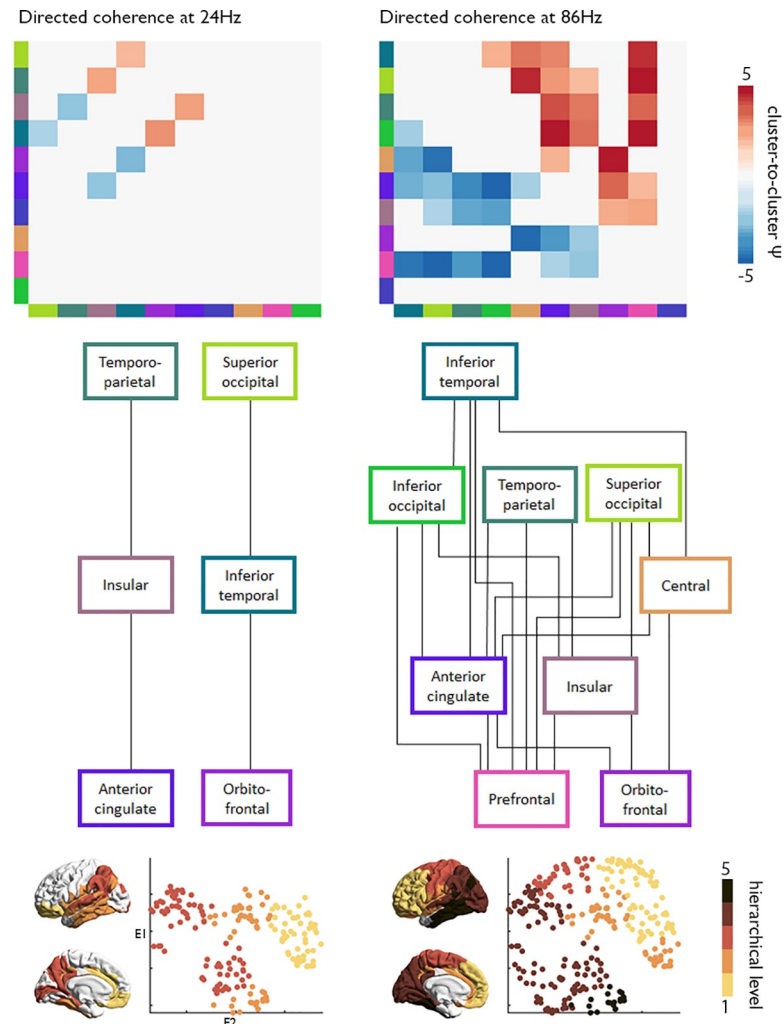 Directed coherence at 24Hz
Directed coherence at 86Hz
5
cluster-to-cluster Ψ
-5
Temporo-
parietal
Superior
occipital
Insular
Inferior
temporal
Anterior
cingulate
Orbito-
frontal
Inferior
temporal
Inferior
occipital
Temporo-
parietal
Superior
occipital
Central
Anterior
cingulate
Insular
Prefrontal
Orbito-
frontal
E1
E2
5
hierarchical level
1